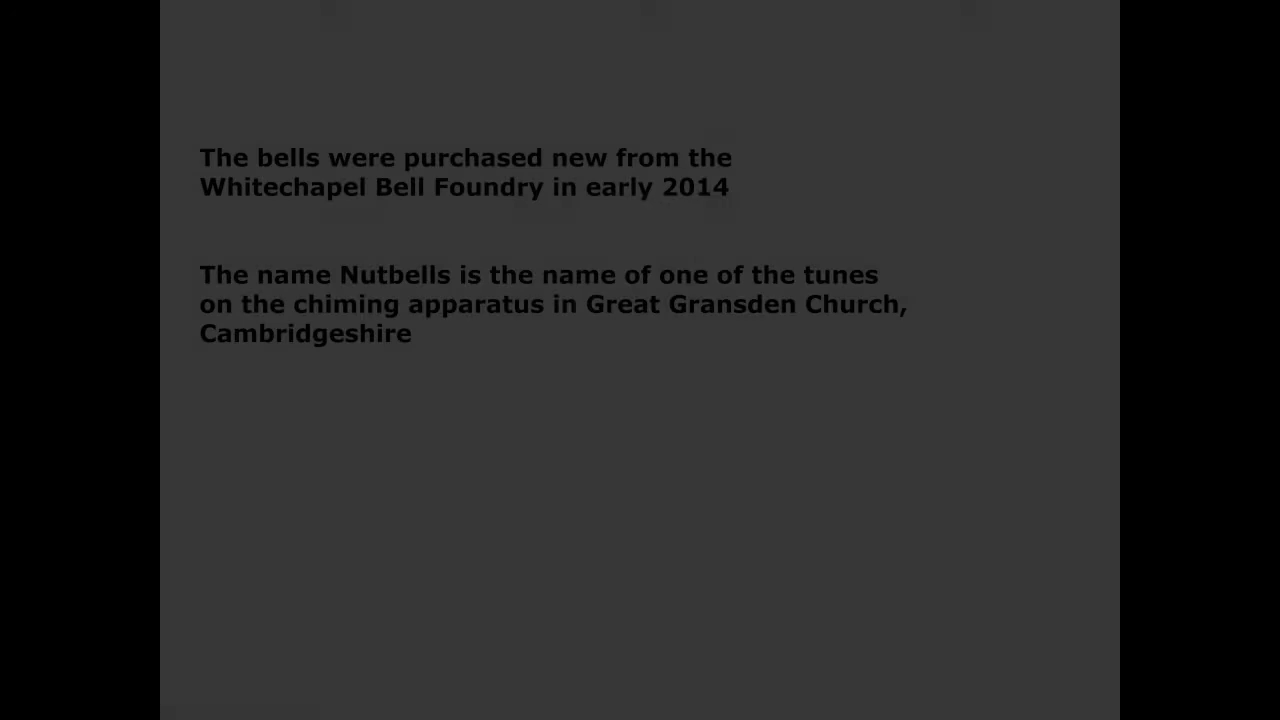 The bells were purchased new from the
Whitechapel Bell Foundry in early 2014
The name Nutbells is the name of one of the tunes
on the chiming apparatus in Great Gransden Church,
Cambridgeshire